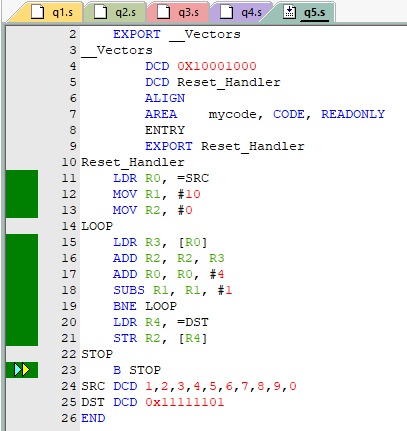 q1.s q2.s q3.s q4.s q5.s
2 EXPORT __Vectors
3 __Vectors
4 DCD 0X10001000
5 DCD Reset_Handler
6 ALIGN
7 AREA mycode, CODE, READONLY
8 ENTRY
9 EXPORT Reset_Handler
10 Reset_Handler
11 LDR R0, =SRC
12 MOV R1, #10
13 MOV R2, #0
14 LOOP
15 LDR R3, [R0]
16 ADD R2, R2, R3
17 ADD R0, R0, #4
18 SUBS R1, R1, #1
19 BNE LOOP
20 LDR R4, =DST
21 STR R2, [R4]
22 STOP
23 B STOP
24 SRC DCD 1,2,3,4,5,6,7,8,9,0
25 DST DCD 0x11111101
26 END